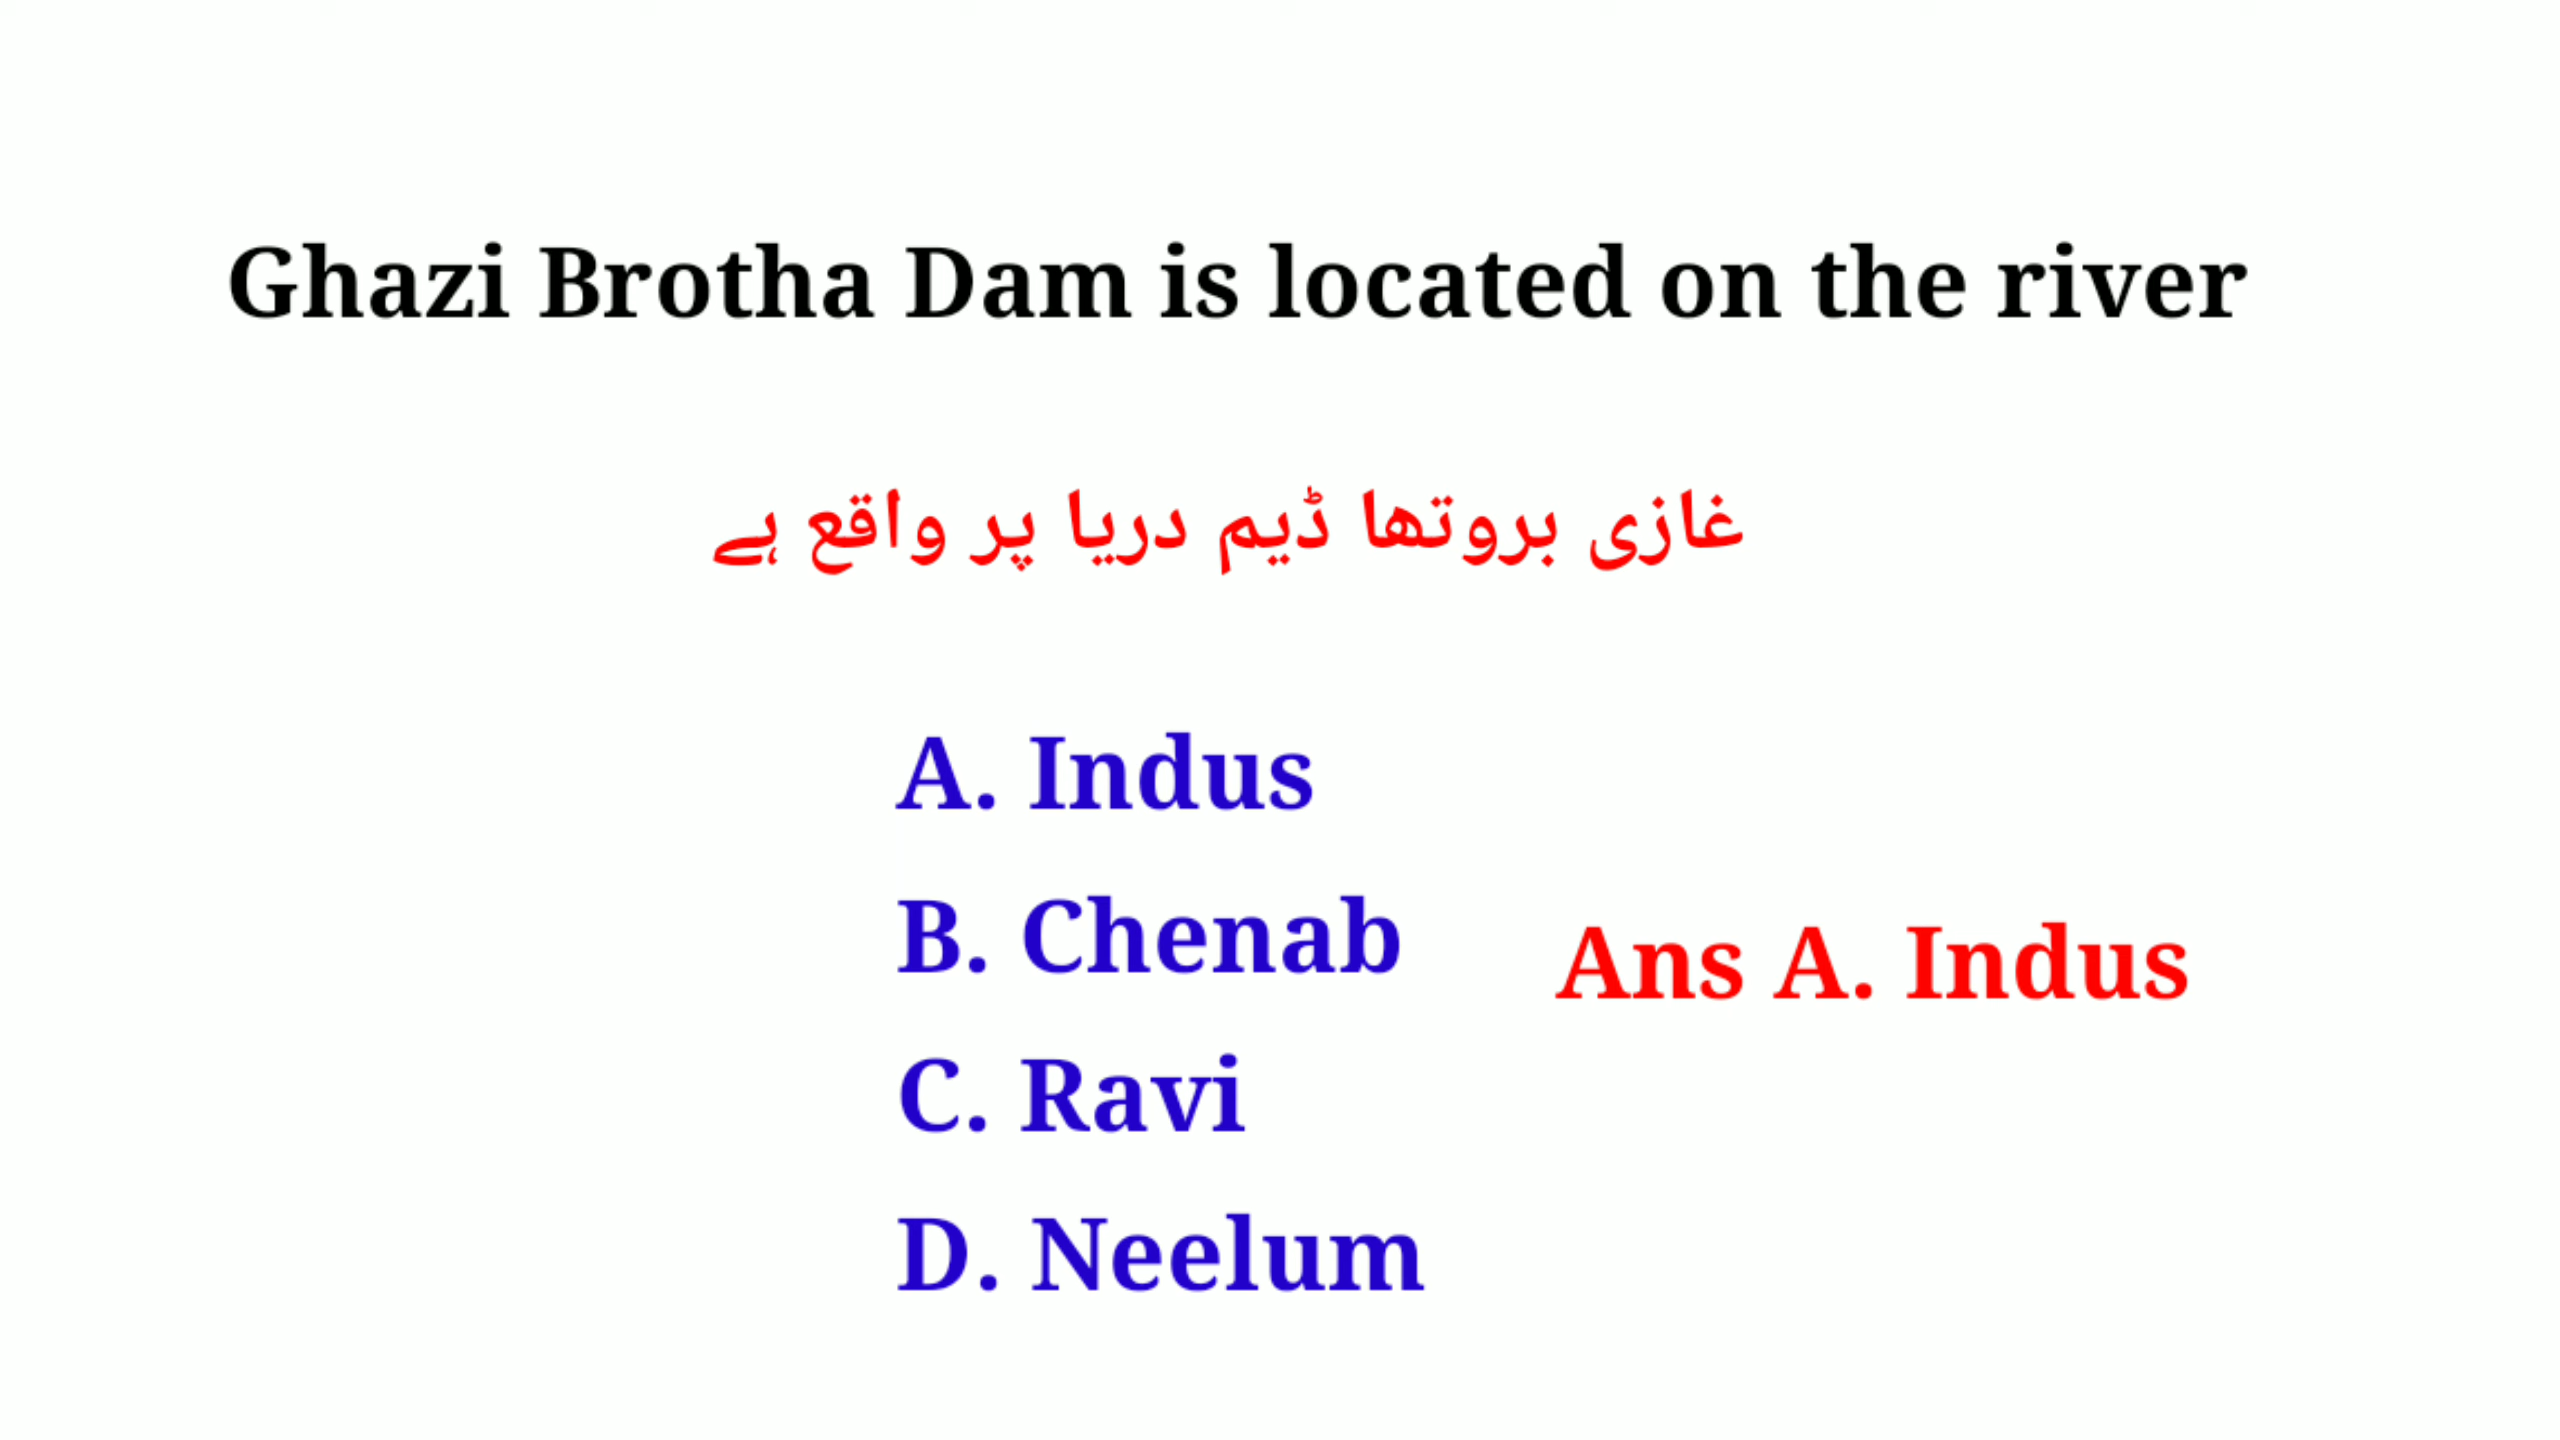 Ghazi Brotha Dam is located on the river
غازی بروتھا ڈیم دریا پر واقع ہے
A. Indus
B. Chenab
Ans A. Indus
C. Ravi
D. Neelum